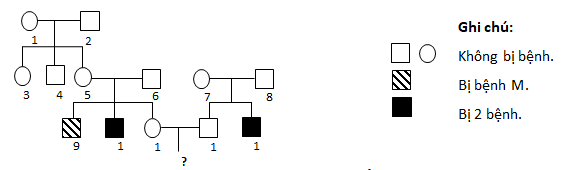 1 2
3 4 5 6 7 8
9 1 1 1 1
?
Ghi chú:
Không bị bệnh.
Bị bệnh M.
Bị 2 bệnh.